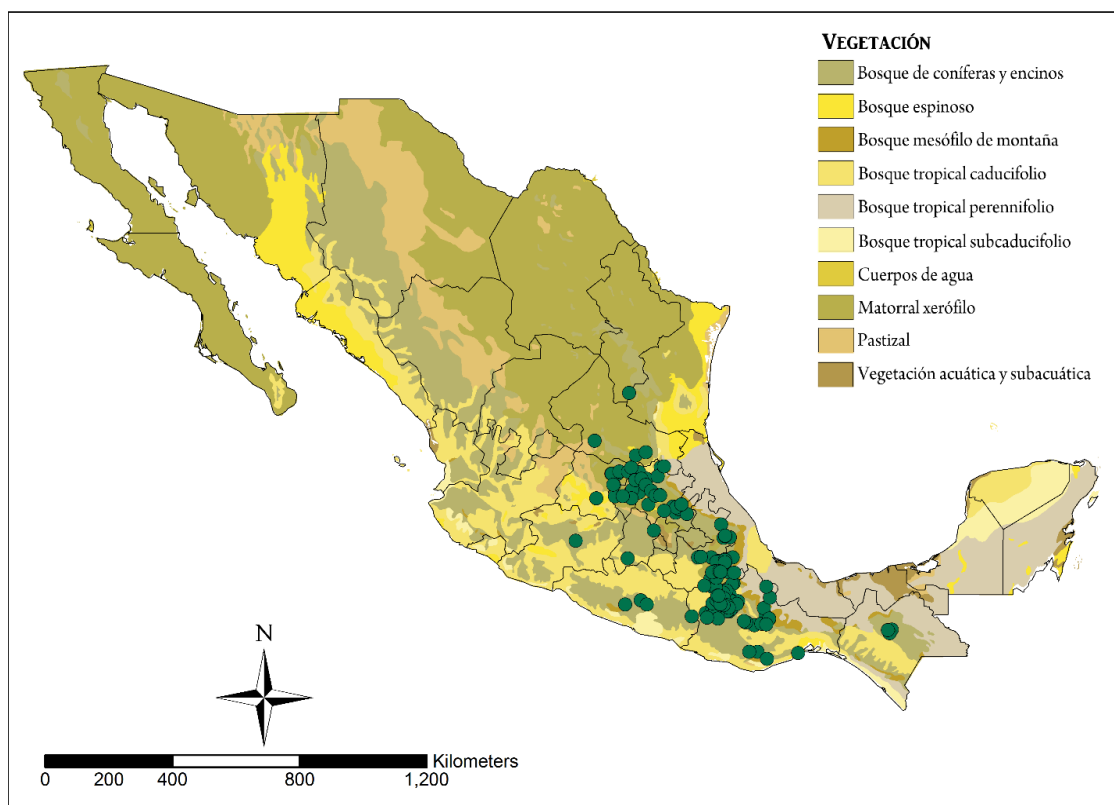 VEGETACIÓN
Bosque de coníferas y encinos
Bosque espinoso
Bosque mesófilo de montaña
Bosque tropical caducifolio
Bosque tropical perennifolio
Bosque tropical subcaducifolio
Cuerpos de agua
Matorral xerófilo
Pastizal
Vegetación acuática y subacuática
N
Kilometers
0 200 400 800 1,200